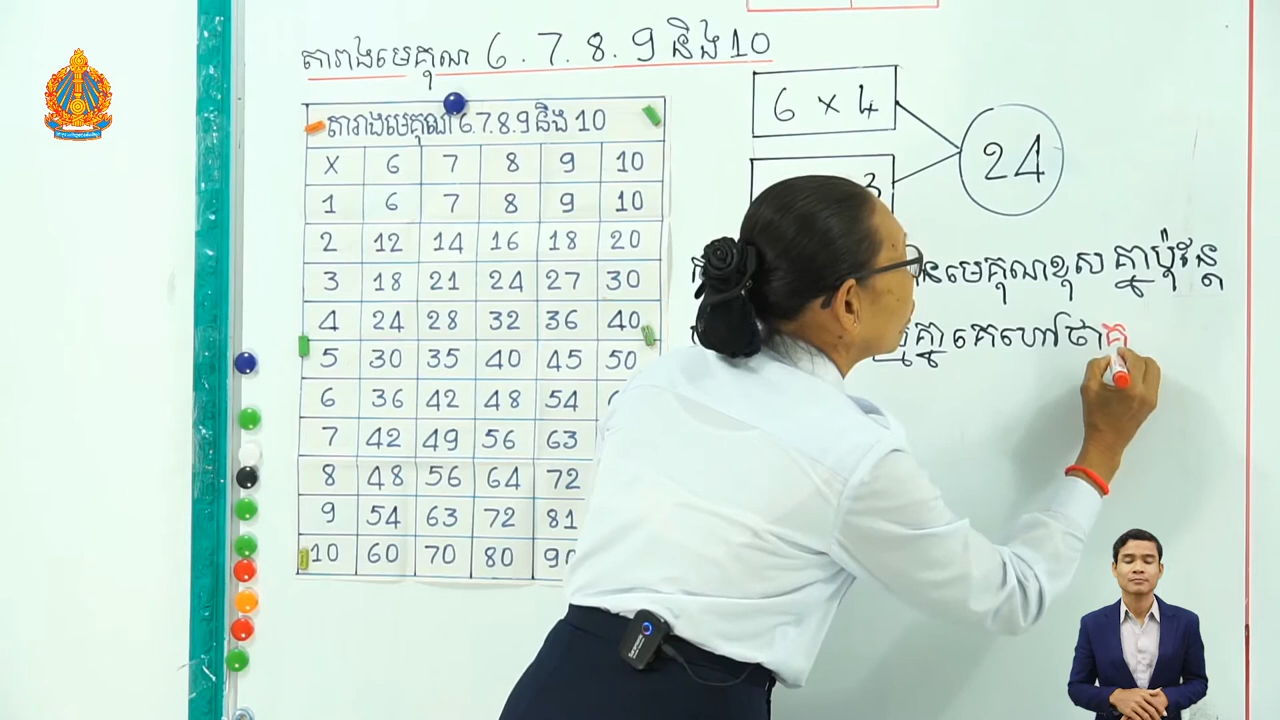 តារាងមេគុណ 6 . 7. 8. 9 និង 10
តារាងមេគុណ 6.7.8.9 និង 10
X 6 7 8 9 10
1 6 7 8 9 10
2 12 14 16 18 20
3 18 21 24 27 30
4 24 28 32 36 40
5 30 35 40 45 50
6 36 42 48 54
7 42 49 56 63
8 48 56 64 72
9 54 63 72 81
10 60 70 80 90
6 × 4
3
24
មេគុណខុស គ្នាប៉ុន្តែ
គ្នា គេហៅថា គុ